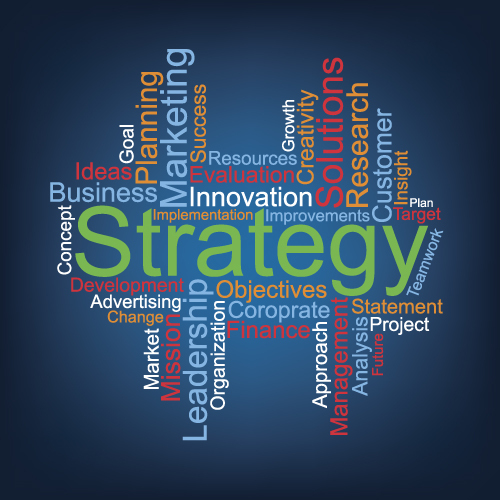 Goal
Planning
Marketing
Success
Growth
Creativity
Solutions
Research
Customer
Insight
Resources
Ideas
Evaluation
Business
Innovation
Plan
Target
Implementation
Improvements
Concept
Strategy
Teamwork
Development
Objectives
Advertising
Coroprate
Statement
Change
Finance
Project
Market
Mission
Leadership
Organization
Approach
Management
Analysis
Future